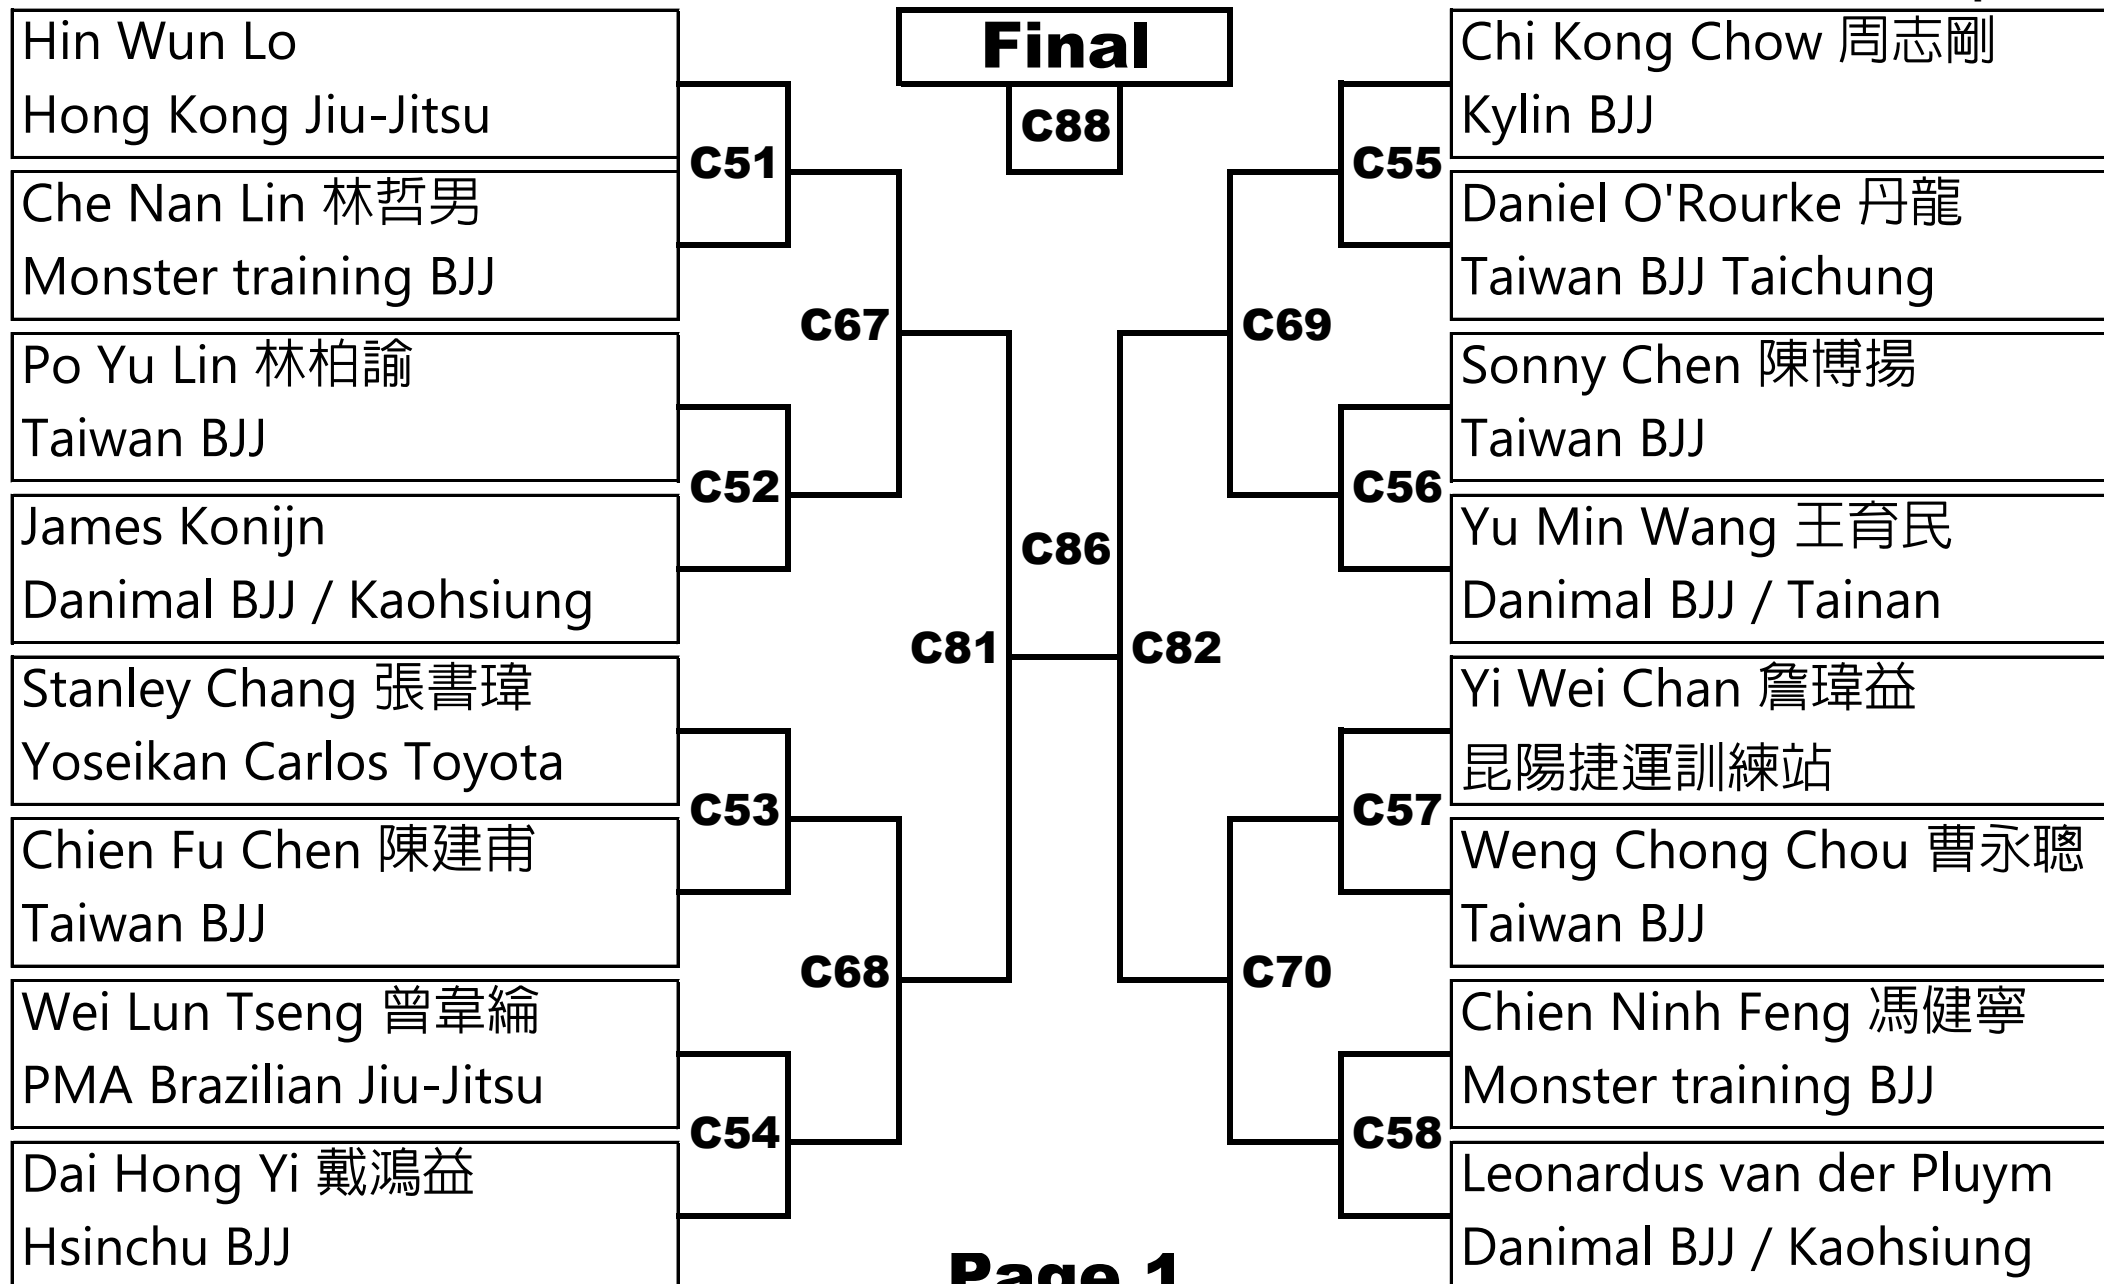 Hin Wun Lo
Hong Kong Jiu-Jitsu
Che Nan Lin 林哲男
Monster training BJJ
Po Yu Lin 林柏諭
Taiwan BJJ
James Konijn
Danimal BJJ / Kaohsiung
Stanley Chang 張書瑋
Yoseikan Carlos Toyota
Chien Fu Chen 陳建甫
Taiwan BJJ
Wei Lun Tseng 曾韋綸
PMA Brazilian Jiu-Jitsu
Dai Hong Yi 戴鴻益
Hsinchu BJJ
C51
C52
C53
C54
C67
C68
C81
Final
C88
C86
C82
C69
C70
C55
C56
C57
C58
Chi Kong Chow 周志剛
Kylin BJJ
Daniel O'Rourke 丹龍
Taiwan BJJ Taichung
Sonny Chen 陳博揚
Taiwan BJJ
Yu Min Wang 王育民
Danimal BJJ / Tainan
Yi Wei Chan 詹瑋益
昆陽捷運訓練站
Weng Chong Chou 曹永聰
Taiwan BJJ
Chien Ninh Feng 馮健寧
Monster training BJJ
Leonardus van der Pluym
Danimal BJJ / Kaohsiung
Page 1